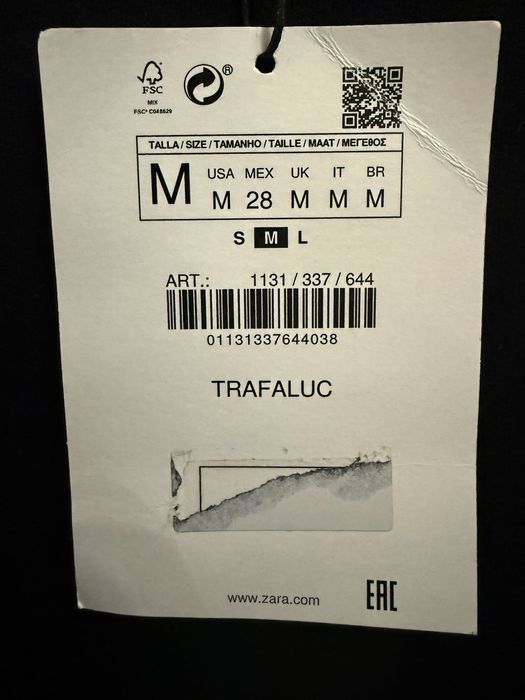 FSC
®
MIX
FSC® C048629
TALLA / SIZE / TAMANHO / TAILLE / MAAT / ΜΕΓΕΘΟΣ
M
USA MEX UK IT BR
M 28 M M M
S M L
ART.: 1131 / 337 / 644
01131337644038
TRAFALUC
www.zara.com
EAC